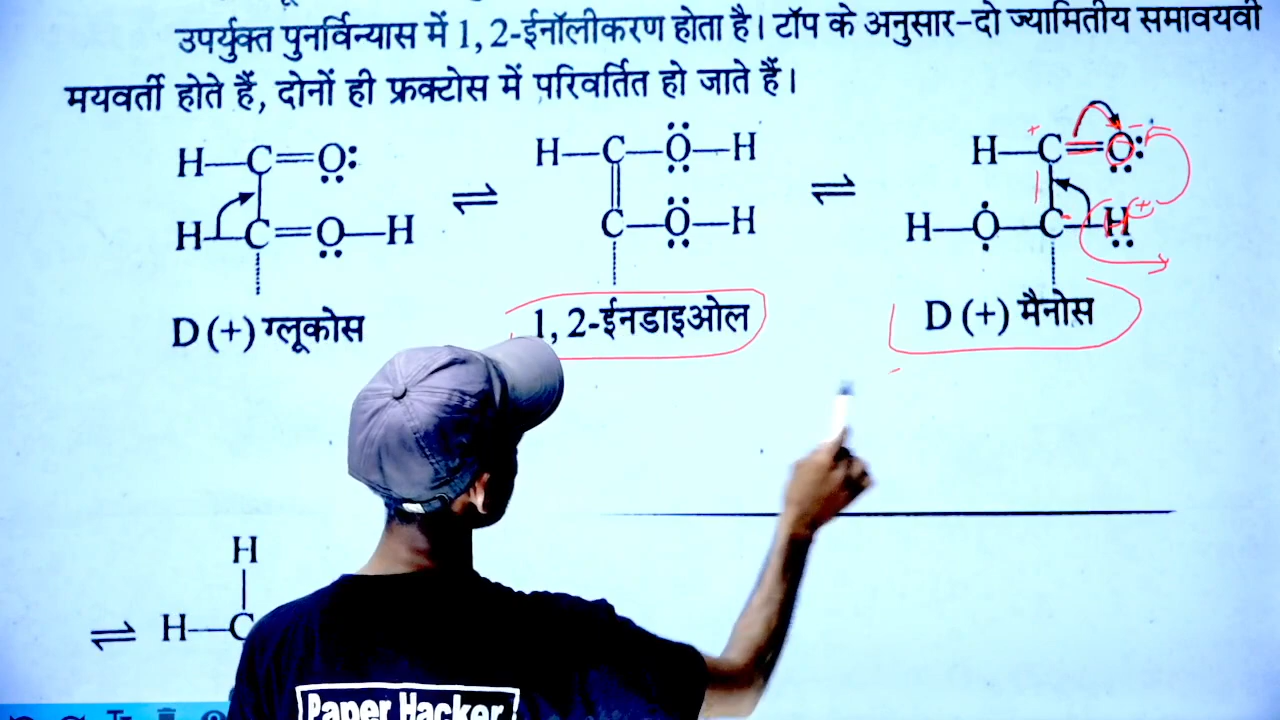 उपर्युक्त पुनर्विन्यास में 1, 2-ईनॉलीकरण होता है। टॉप के अनुसार-दो ज्यामितीय समावयवी
मयवर्ती होते हैं, दोनों ही फ्रक्टोस में परिवर्तित हो जाते हैं।
H—C=O:
H—C=O—H
D (+) ग्लूकोस
⇌
H—C—O—H
C—O—H
1, 2-ईनडाइओल
⇌
H—C=O:
H—O—C—H
D (+) मैनोस
H
⇌ H—C
Paper Hacker